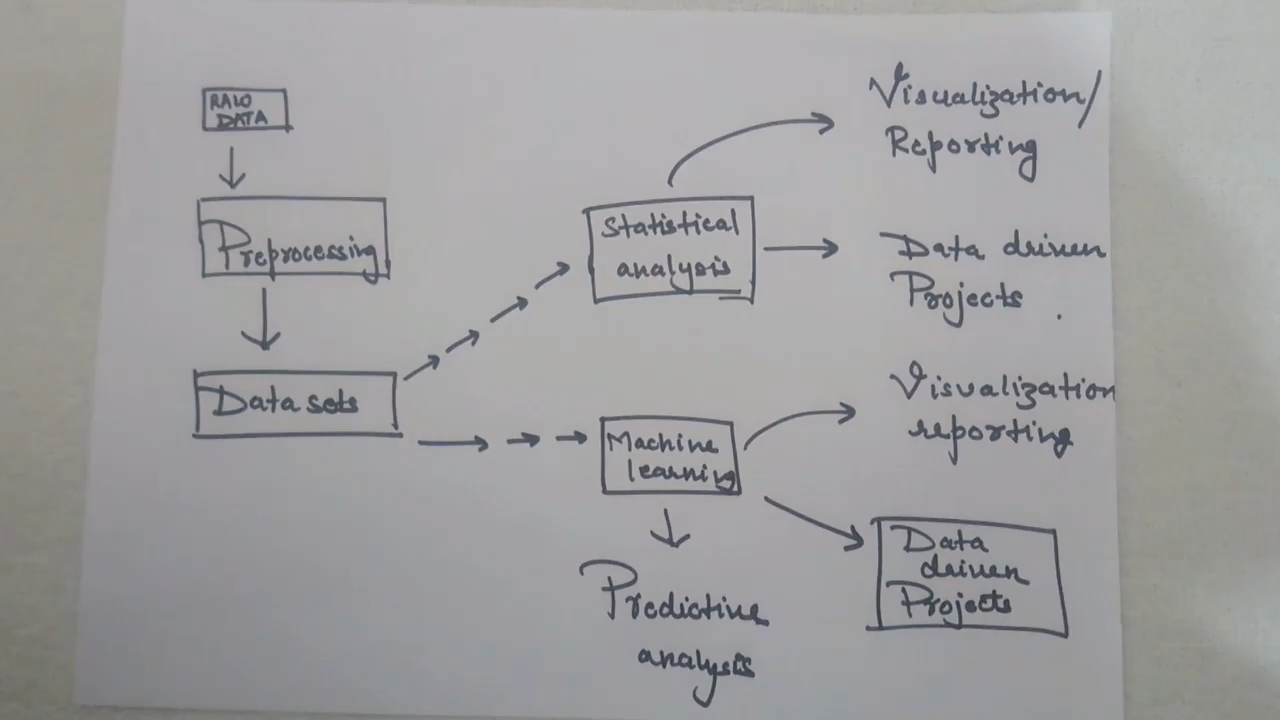 RAW
DATA
Preprocessing
Data sets
Statistical
analysis
Visualization/
Reporting
Data driven
Projects
Machine
learning
Visualization
reporting
Data
driven
Projects
Predictive
analysis